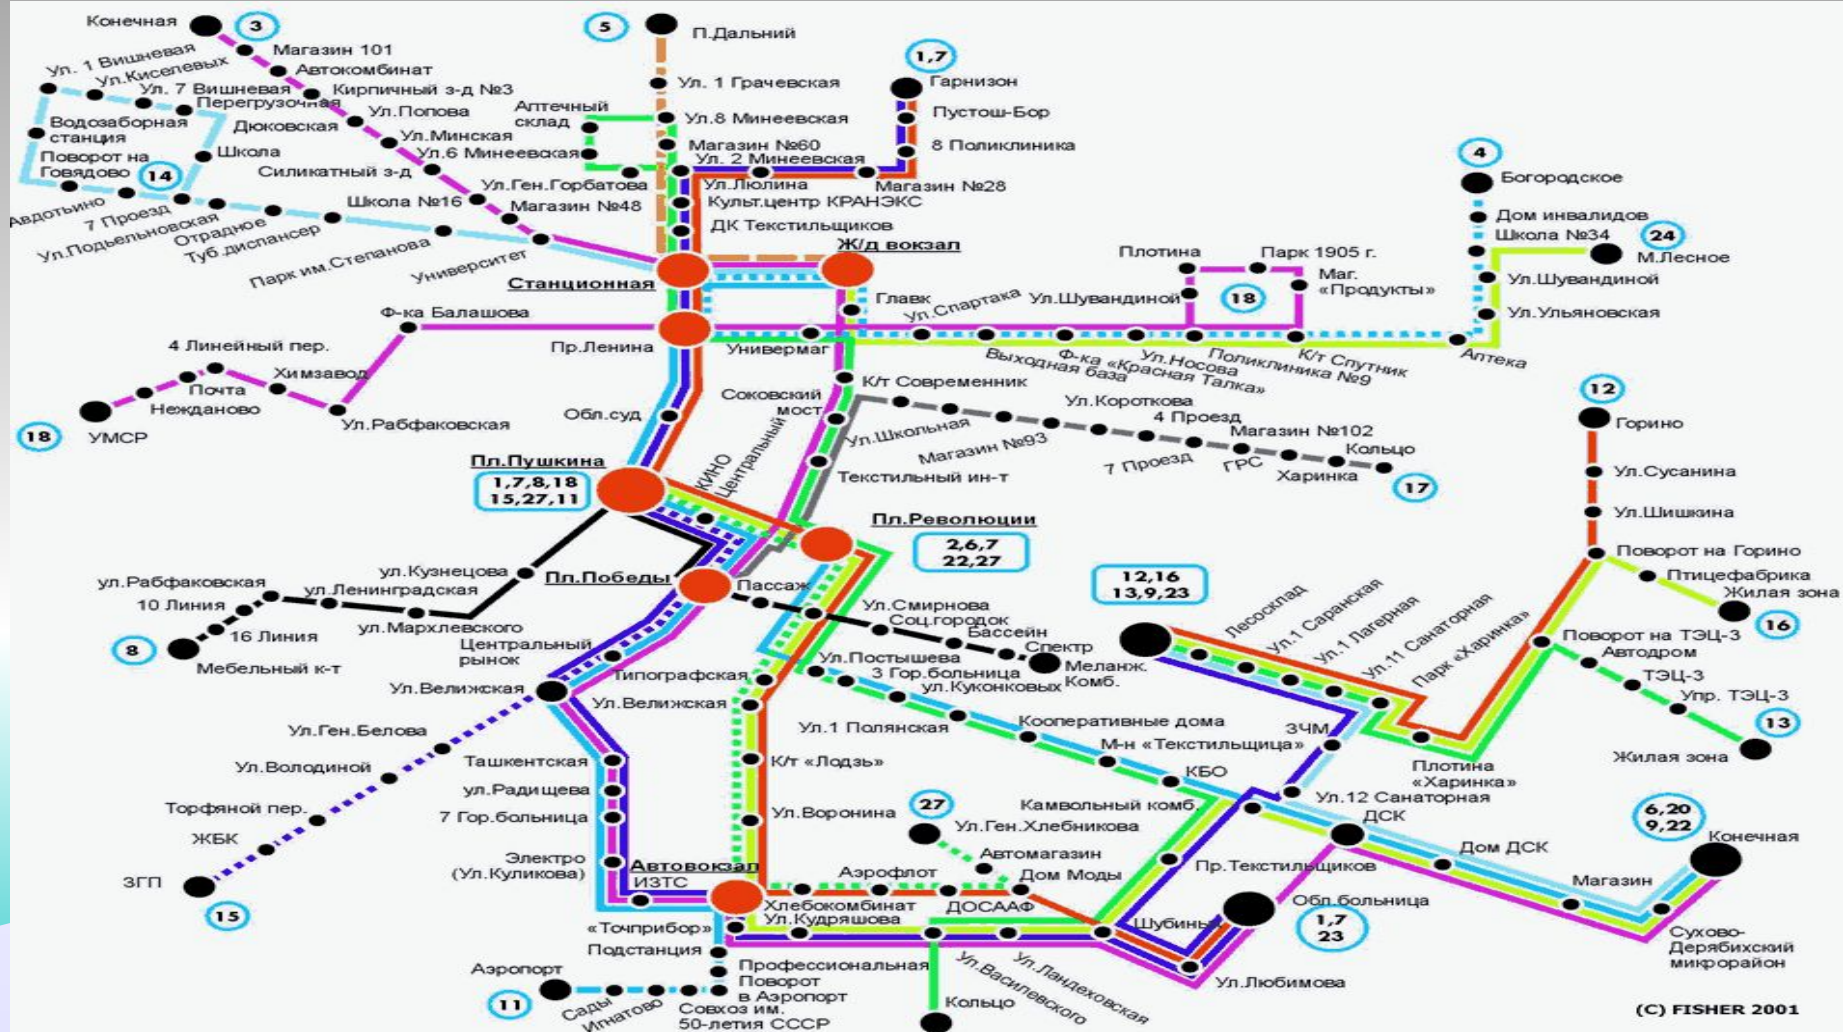 Конечная
3
Магазин 101
Автокомбинат
Кирпичный з-д №3
Ул.Попова
Ул.Минская
Ул.6 Минеевская
Силикатный з-д
Школа №16
Магазин №48
Ул. 1 Вишневая
Ул.Киселевых
Ул. 7 Вишневая
Перегрузочная
Дюковская
Школа
Водозаборная
станция
Поворот на
Говядово
14
Авдотьино
7 Проезд
Ул.Подьельновская
Отрадное
Туб.диспансер
Парк им.Степанова
Университет
5
П.Дальний
Ул. 1 Грачевская
Аптечный
склад
Ул.8 Минеевская
Магазин №60
Ул. 2 Минеевская
Ул.Ген.Горбатова
Ул.Люлина
Культ.центр КРАНЭКС
ДК Текстильщиков
1,7
Гарнизон
Пустош-Бор
8 Поликлиника
Магазин №28
Ж/д вокзал
Станционная
Главк
Ул.Спартака
Ул.Шувандиной
Плотина
Парк 1905 г.
Маг.
«Продукты»
18
4
Богородское
Дом инвалидов
Школа №34
24
М.Лесное
Ул.Шувандиной
Ул.Ульяновская
Аптека
Ф-ка Балашова
Пр.Ленина
Универмаг
Выходная база
Ф-ка «Красная Талка»
Ул.Носова
Поликлиника №9
К/т Спутник
4 Линейный пер.
Химзавод
Почта
Нежданово
Ул.Рабфаковская
18
УМСР
Обл.суд
К/т Современник
Соковский
мост
Ул.Школьная
Магазин №93
Ул.Короткова
4 Проезд
7 Проезд
Магазин №102
ГРС
Харинка
Кольцо
17
Текстильный ин-т
КИНО
Центральный
Пл.Пушкина
1,7,8,18
15,27,11
Пл.Революции
2,6,7
22,27
12
Горино
Ул.Сусанина
Ул.Шишкина
Поворот на Горино
Птицефабрика
Жилая зона
16
Пл.Победы
Пассаж
Ул.Смирнова
Соц.городок
Бассейн
Спектр
Меланж.
Комб.
ул.Кузнецова
ул.Рабфаковская
ул.Ленинградская
10 Линия
ул.Мархлевского
16 Линия
8
Мебельный к-т
12,16
13,9,23
Лесосклад
Ул.1 Саранская
Ул.1 Лагерная
Ул.11 Санаторная
Парк «Харинка»
Поворот на ТЭЦ-3
Автодром
ТЭЦ-3
Упр. ТЭЦ-3
13
Жилая зона
Плотина
«Харинка»
ЗЧМ
Ул.12 Санаторная
Центральный
рынок
Ул.Велижская
Типографская
Ул.Велижская
Ул.Постышева
3 Гор.больница
ул.Куконковых
Ул.1 Полянская
Кооперативные дома
М-н «Текстильщица»
КБО
Камвольный комб.
Ул.Ген.Белова
Ул.Володиной
Торфяной пер.
ЖБК
ЗГП
15
Ташкентская
ул.Радищева
7 Гор.больница
Электро
(Ул.Куликова)
ИЗТС
К/т «Лодзь»
Ул.Воронина
27
Ул.Ген.Хлебникова
Автомагазин
Дом Моды
Автовокзал
Аэрофлот
Хлебокомбинат
ДОСААФ
Ул.Кудряшова
«Точприбор»
Подстанция
Профессиональная
Поворот
в Аэропорт
Совхоз им.
50-летия СССР
Аэропорт
11
Сады
Игнатово
Кольцо
Ул.Василевского
Ул.Ландеховская
Шубиных
Ул.Любимова
Пр.Текстильщиков
Обл.больница
1,7
23
ДСК
Дом ДСК
Магазин
6,20
9,22
Конечная
Сухово-
Дерябихский
микрорайон
(C) FISHER 2001